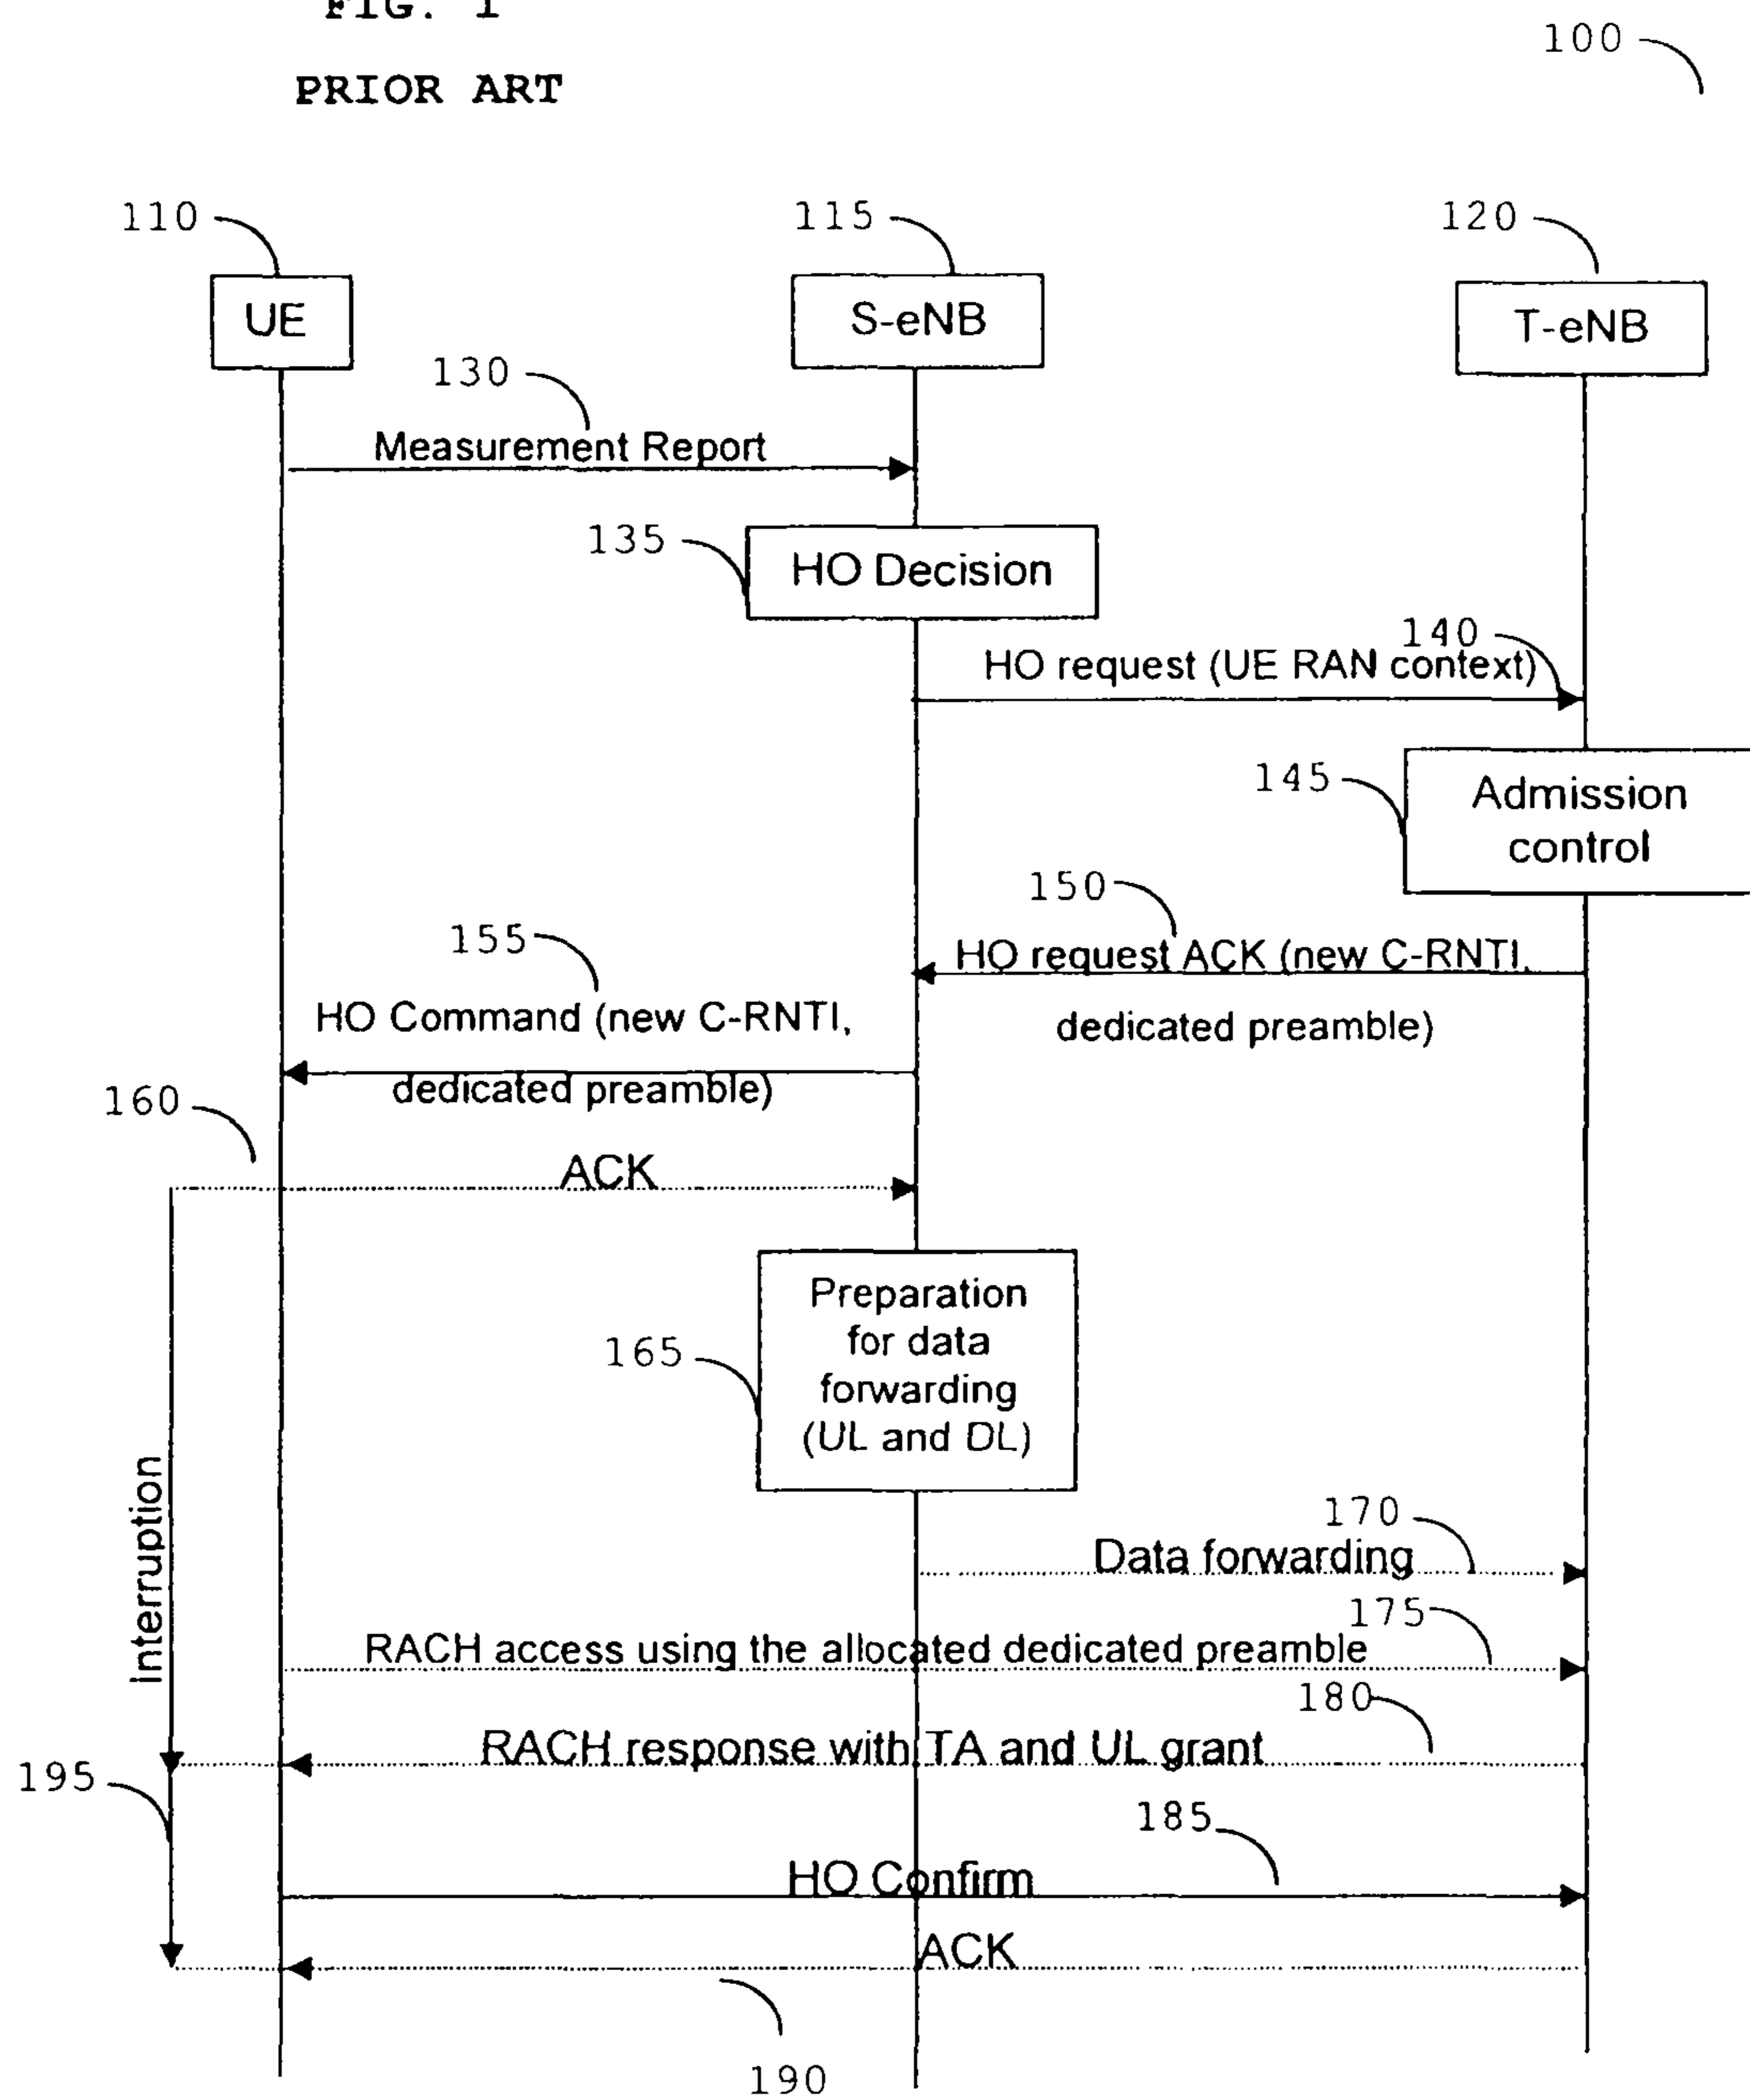 FIG. 1
PRIOR ART
100
110
115
120
UE
S-eNB
T-eNB
130
Measurement Report
135
HO Decision
140
HO request (UE RAN context)
145
Admission
control
150
HO request ACK (new C-RNTI,
dedicated preamble)
155
HO Command (new C-RNTI,
dedicated preamble)
160
ACK
165
Preparation
for data
forwarding
(UL and DL)
Interruption
170
Data forwarding
175
RACH access using the allocated dedicated preamble
180
RACH response with TA and UL grant
195
185
HO Confirm
ACK
190